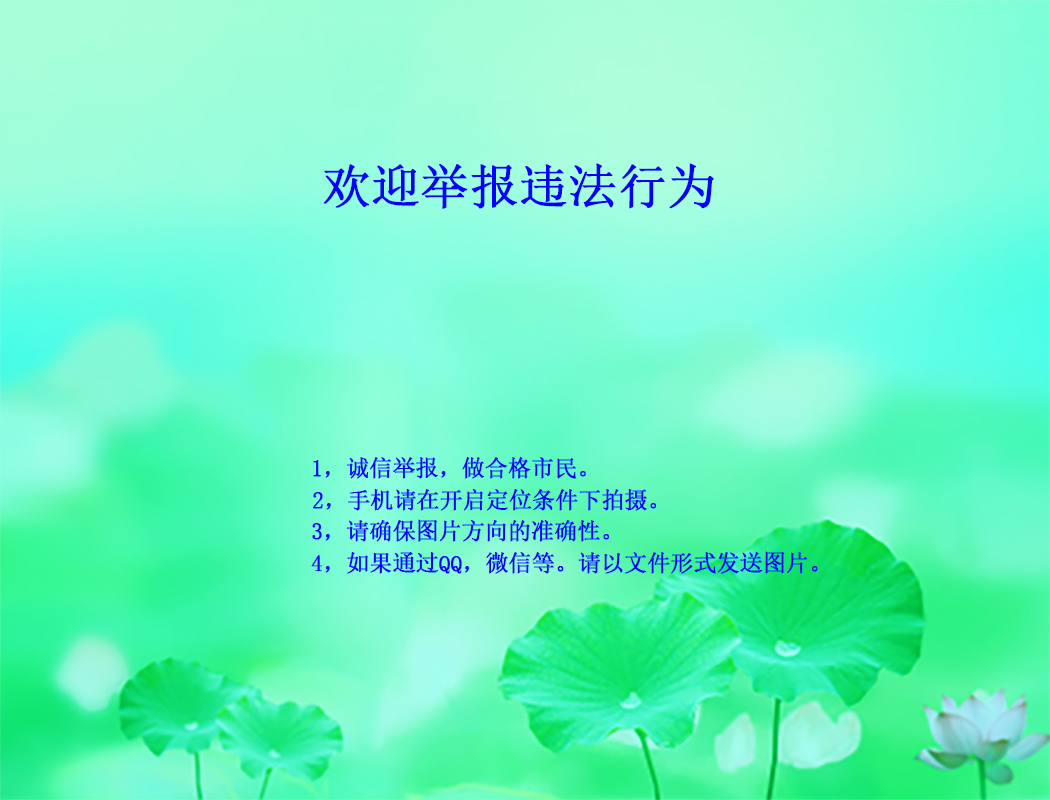 欢迎举报违法行为
1，诚信举报，做合格市民。
2，手机请在开启定位条件下拍摄。
3，请确保图片方向的准确性。
4，如果通过QQ，微信等。请以文件形式发送图片。